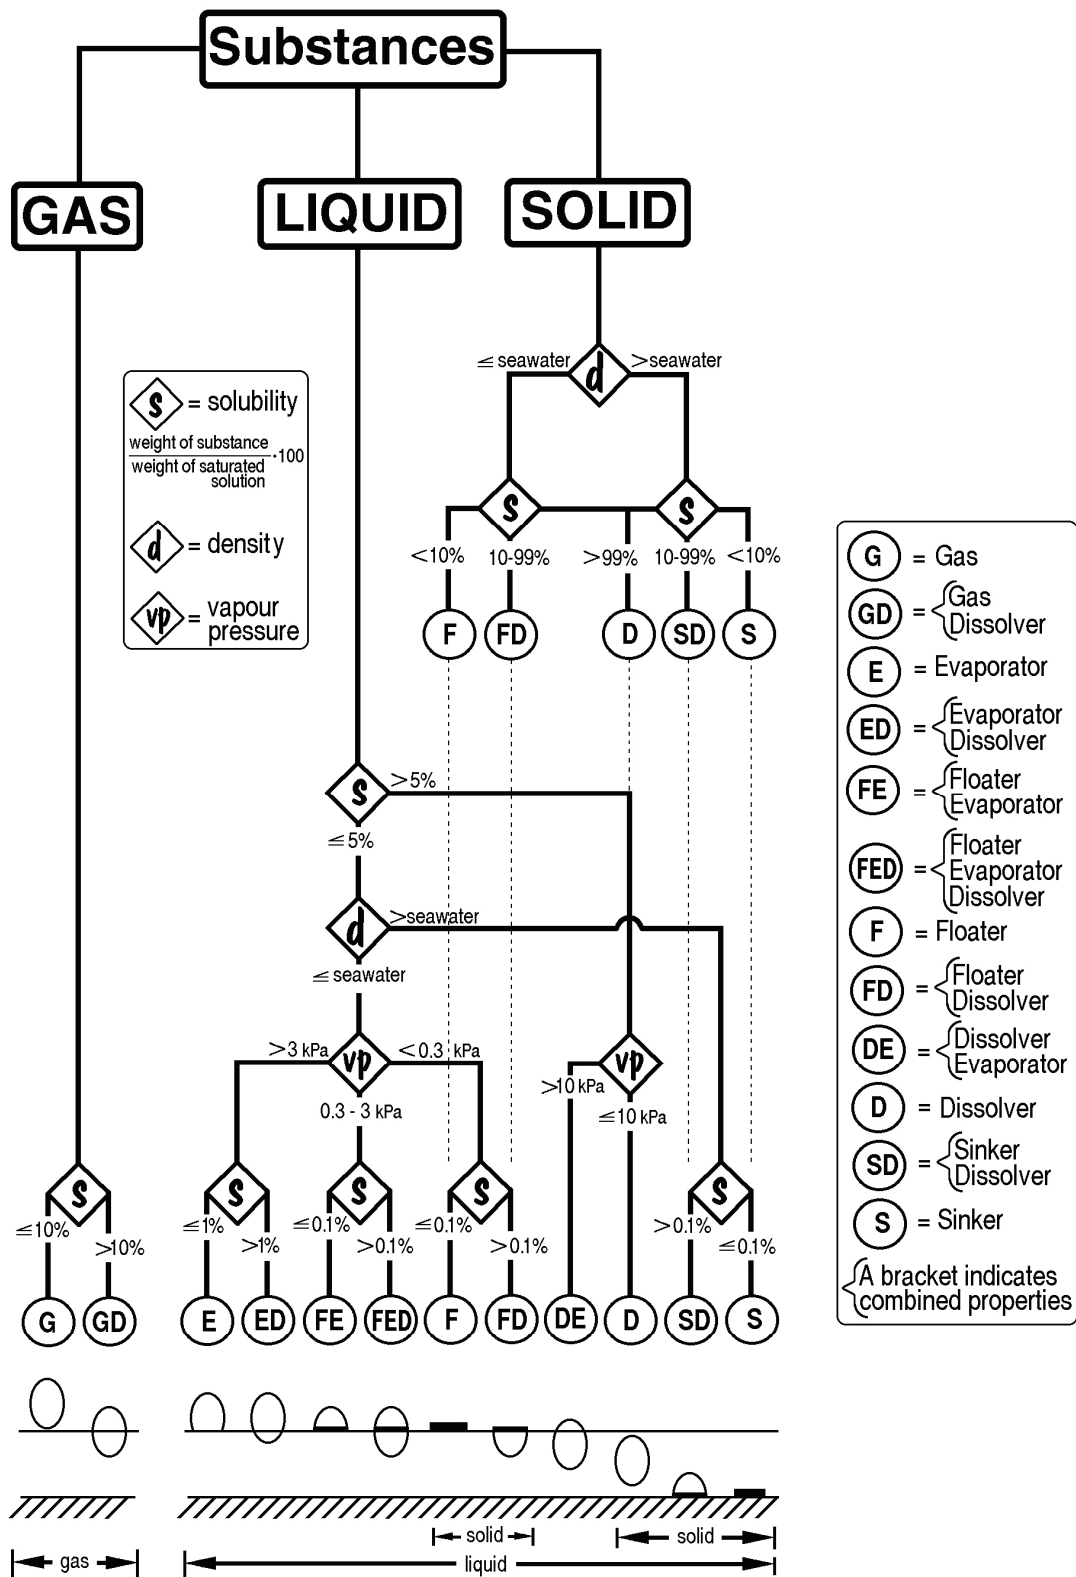 Substances
GAS
LIQUID
SOLID
≤ seawater
d
>seawater
S
= solubility
weight of substance
weight of saturated
solution
·100
d
= density
vp
= vapour
pressure
S
S
<10%
10-99%
>99%
10-99%
<10%
F
FD
D
SD
S
S
>5%
≤5%
d
>seawater
≤ seawater
>3 kPa
vp
<0.3 kPa
0.3 - 3 kPa
vp
>10 kPa
≤10 kPa
S
S
S
S
S
≤10%
>10%
≤1%
>1%
≤0.1%
>0.1%
≤0.1%
>0.1%
>0.1%
≤0.1%
G
GD
E
ED
FE
FED
F
FD
DE
D
SD
S
G = Gas
GD = Gas
Dissolver
E = Evaporator
ED = Evaporator
Dissolver
FE = Floater
Evaporator
FED = Floater
Evaporator
Dissolver
F = Floater
FD = Floater
Dissolver
DE = Dissolver
Evaporator
D = Dissolver
SD = Sinker
Dissolver
S = Sinker
A bracket indicates
combined properties
solid
solid
gas
liquid